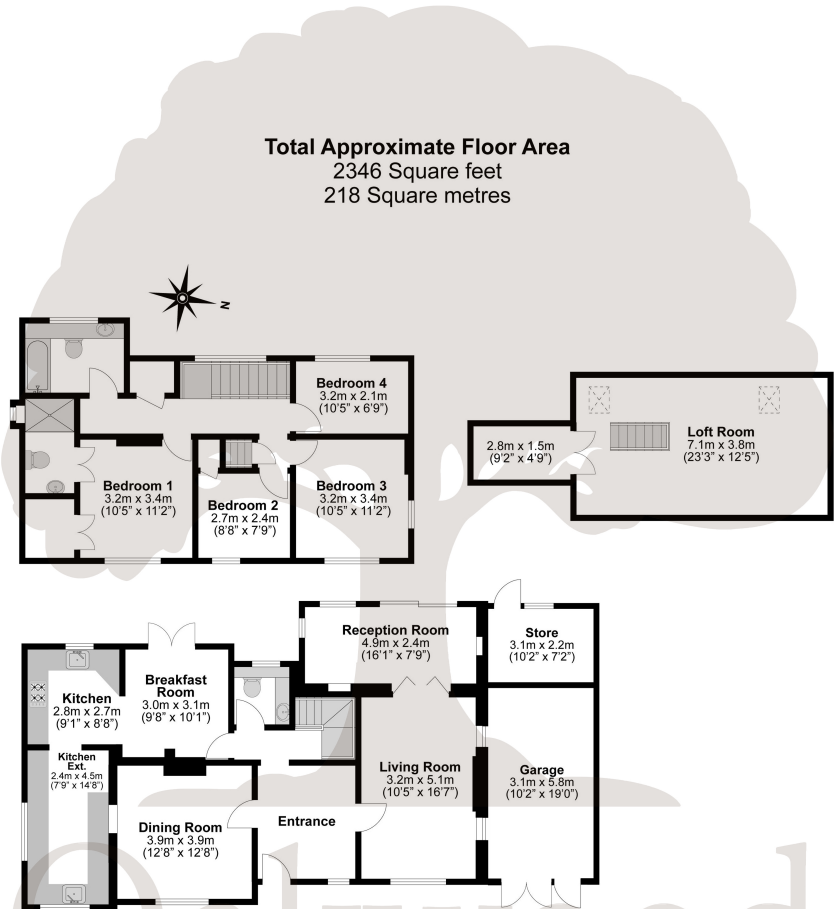 Total Approximate Floor Area
2346 Square feet
218 Square metres
N
Bedroom 4
3.2m x 2.1m
(10'5" x 6'9")
Bedroom 1
3.2m x 3.4m
(10'5" x 11'2")
Bedroom 2
2.7m x 2.4m
(8'8" x 7'9")
Bedroom 3
3.2m x 3.4m
(10'5" x 11'2")
2.8m x 1.5m
(9'2" x 4'9")
Loft Room
7.1m x 3.8m
(23'3" x 12'5")
Reception Room
4.9m x 2.4m
(16'1" x 7'9")
Store
3.1m x 2.2m
(10'2" x 7'2")
Kitchen
2.8m x 2.7m
(9'1" x 8'8")
Breakfast
Room
3.0m x 3.1m
(9'8" x 10'1")
Kitchen
Ext.
2.4m x 4.5m
(7'9" x 14'8")
Dining Room
3.9m x 3.9m
(12'8" x 12'8")
Entrance
Living Room
3.2m x 5.1m
(10'5" x 16'7")
Garage
3.1m x 5.8m
(10'2" x 19'0")